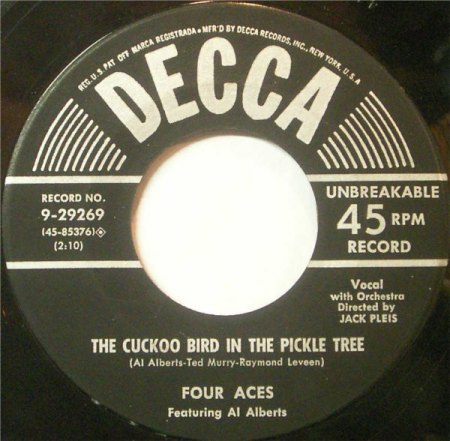 REG. U.S. PAT OFF MARCA REGISTRADA • MFR'D BY DECCA RECORDS, INC., NEW YORK, U.S.A.
DECCA
RECORD NO.
9-29269
(45-85376)
(2:10)
UNBREAKABLE
45 RPM
RECORD
Vocal
with Orchestra
Directed by
JACK PLEIS
THE CUCKOO BIRD IN THE PICKLE TREE
(Al Alberts-Ted Murry-Raymond Leveen)
FOUR ACES
Featuring Al Alberts